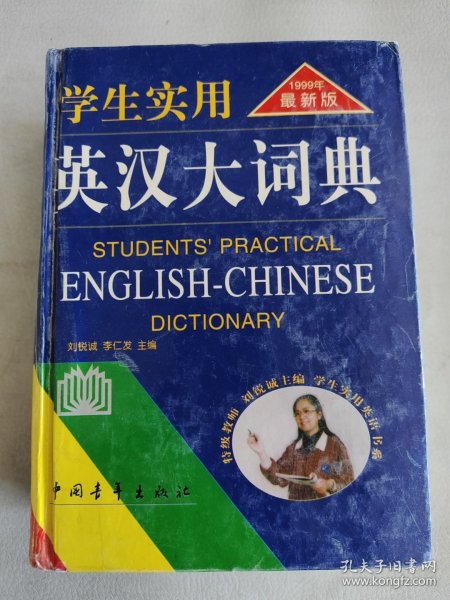 1999年
最新版
学生实用
英汉大词典
STUDENTS' PRACTICAL
ENGLISH-CHINESE
DICTIONARY
刘锐诚 李仁发 主编
特级教师 刘锐诚主编 学生实用英语书系
中国青年出版社
孔夫子旧书网
www.kongfz.com